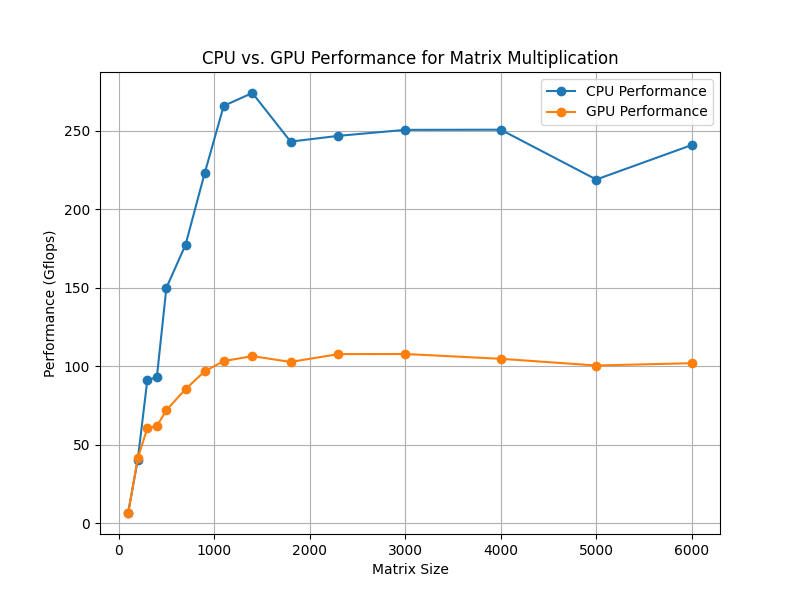 CPU vs. GPU Performance for Matrix Multiplication
CPU Performance
GPU Performance
Performance (Gflops)
250
200
150
100
50
0
0 1000 2000 3000 4000 5000 6000
Matrix Size